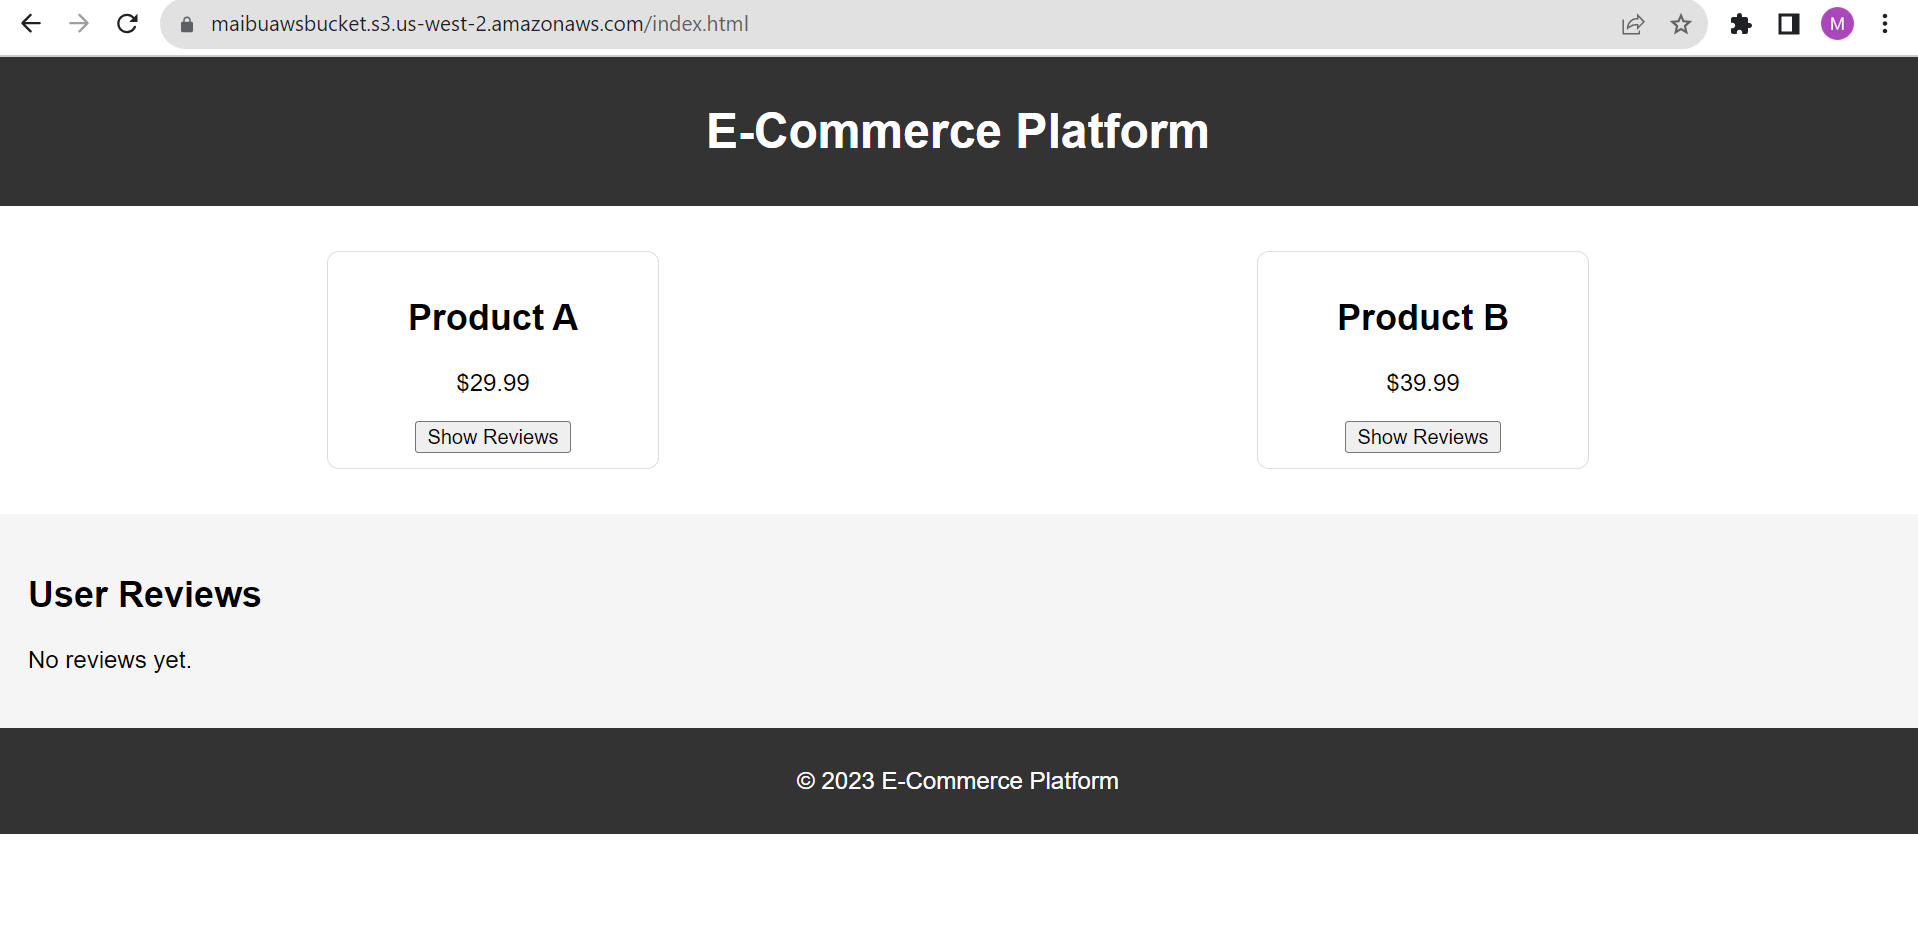 maibuawsbucket.s3.us-west-2.amazonaws.com/index.html
M
E-Commerce Platform
Product A
$29.99
Show Reviews
Product B
$39.99
Show Reviews
User Reviews
No reviews yet.
© 2023 E-Commerce Platform